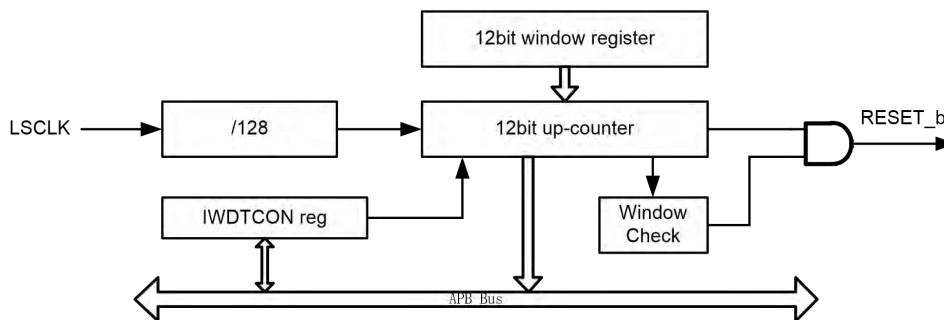 12bit window register
LSCLK
/128
12bit up-counter
RESET_b
IWDTCON reg
Window
Check
APB Bus